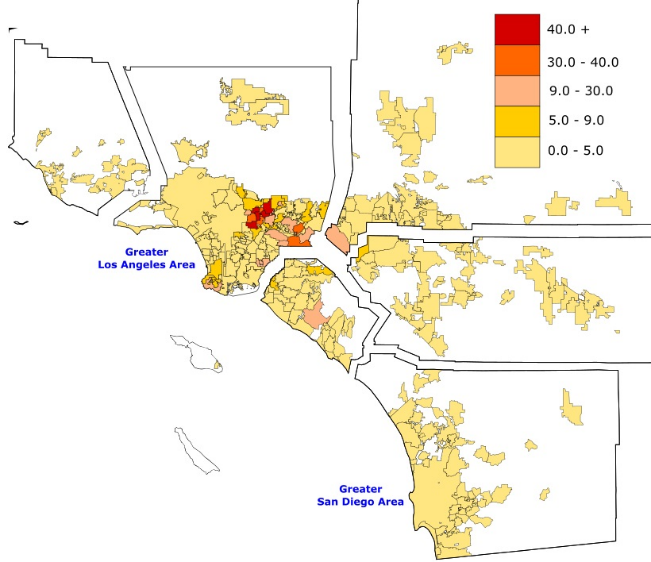 40.0 +
30.0 - 40.0
9.0 - 30.0
5.0 - 9.0
0.0 - 5.0
Greater
Los Angeles Area
Greater
San Diego Area